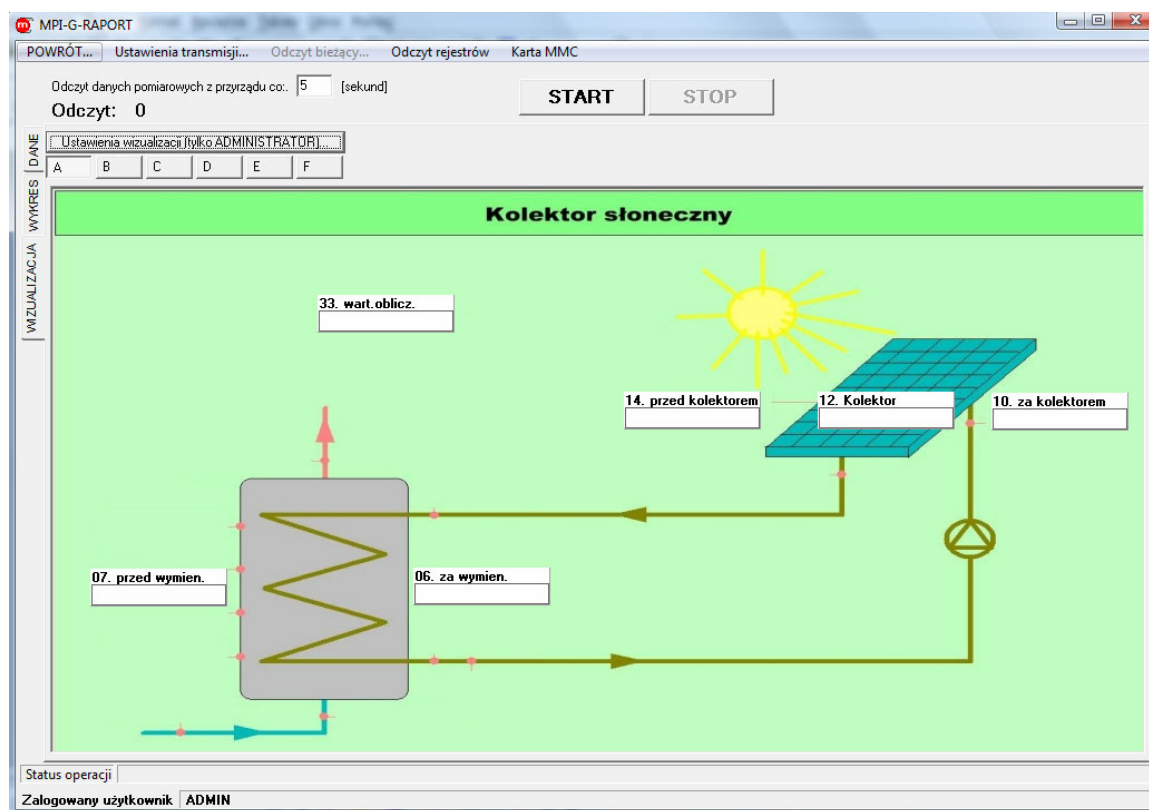 MPI-G-RAPORT
POWRÓT... Ustawienia transmisji... Odczyt bieżący... Odczyt rejestrów Karta MMC
Odczyt danych pomiarowych z przyrządu co:. 5 [sekund]
Odczyt: 0
START STOP
Ustawienia wizualizacji (tylko ADMINISTRATOR)...
A B C D E F
DANE
WYKRES
WIZUALIZACJA
Kolektor słoneczny
33. wart.oblicz.
14. przed kolektorem
12. Kolektor
10. za kolektorem
07. przed wymien.
06. za wymien.
Status operacji
Zalogowany użytkownik ADMIN